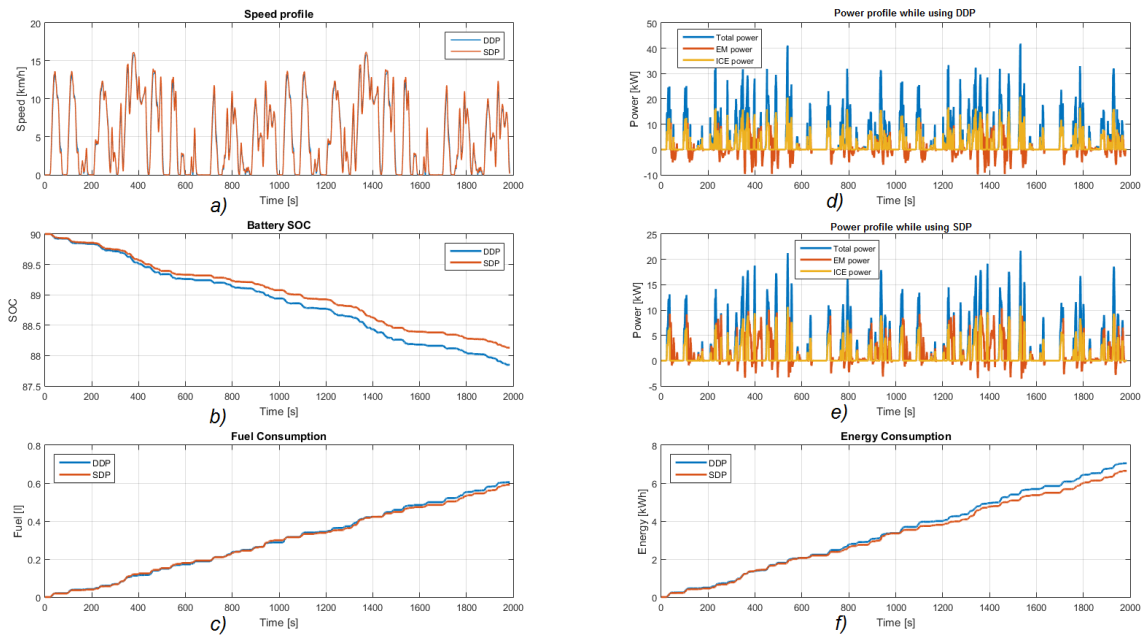 Speed profile
20
15
10
5
0
Speed [km/h]
DDP
SDP
0 200 400 600 800 1000 1200 1400 1600 1800 2000
Time [s]
a)
Power profile while using DDP
50
40
30
20
10
0
-10
Power [kW]
Total power
EM power
ICE power
0 200 400 600 800 1000 1200 1400 1600 1800 2000
Time [s]
d)
Battery SOC
90
89.5
89
88.5
88
87.5
SOC
DDP
SDP
0 200 400 600 800 1000 1200 1400 1600 1800 2000
Time [s]
b)
Power profile while using SDP
25
20
15
10
5
0
-5
Power [kW]
Total power
EM power
ICE power
0 200 400 600 800 1000 1200 1400 1600 1800 2000
Time [s]
e)
Fuel Consumption
0.8
0.6
0.4
0.2
0
Fuel [l]
DDP
SDP
0 200 400 600 800 1000 1200 1400 1600 1800 2000
Time [s]
c)
Energy Consumption
8
6
4
2
0
Energy [kWh]
DDP
SDP
0 200 400 600 800 1000 1200 1400 1600 1800 2000
Time [s]
f)